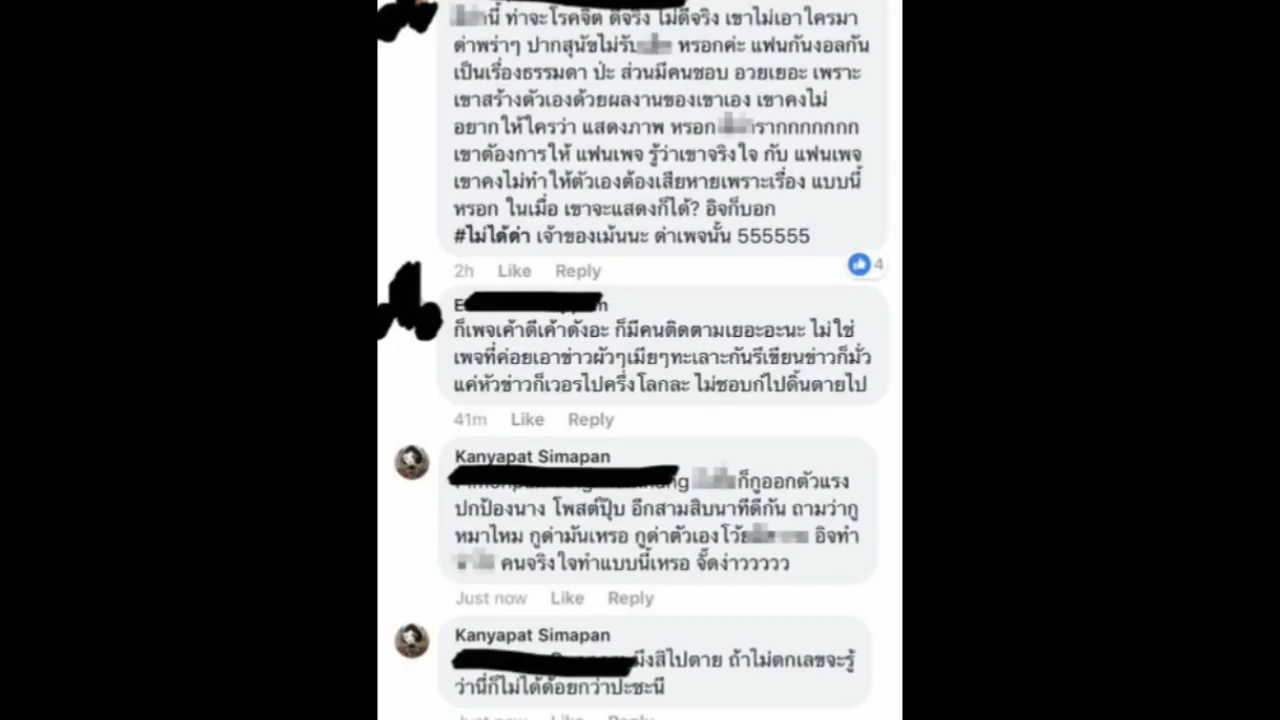 นี้ ท่าจะโรคจิต ดีจริง ไม่ดีจริง เขาไม่เอาใครมา
ด่าพร่ำๆ ปากสุนัขไม่รับ หรอกค่ะ แฟนกันงอลกัน
เป็นเรื่องธรรมดา ป่ะ ส่วนมีคนชอบ อวยเยอะ เพราะ
เขาสร้างตัวเองด้วยผลงานของเขาเอง เขาคงไม่
อยากให้ใครว่า แสดงภาพ หรอก รากกกกกกกก
เขาต้องการให้ แฟนเพจ รู้ว่าเขาจริงใจ กับ แฟนเพจ
เขาคงไม่ทำให้ตัวเองต้องเสียหายเพราะเรื่อง แบบนี้
หรอก ในเมื่อ เขาจะแสดงก็ได้? อิจก็บอก
#ไม่ได้ด่า เจ้าของเม้นนะ ด่าเพจนั้น 555555
2h Like Reply 4
ก็เพจเค้าดีเค้าดังอะ ก็มีคนติดตามเยอะอะนะ ไม่ใช่
เพจที่ค่อยเอาข่าวผัวๆเมียๆทะเลาะกันรึเขียนข่าวก็มั่ว
แค่หัวข่าวก็เวอรไปครึ่งโลกละ ไม่ชอบก่ไปดิ้นตายไป
41m Like Reply
Kanyapat Simapan
ก็กูออกตัวแรง
ปกป้องนาง โพสต์ปุ๊บ อีกสามสิบนาทีดีกัน ถามว่ากู
หมาไหม กูด่ามันเหรอ กูด่าตัวเองโว้ย อิจทำ
คนจริงใจทำแบบนี้เหรอ จั๊ดง่าวววววว
Just now Like Reply
Kanyapat Simapan
มึงสิไปตาย ถ้าไม่ตกเลขจะรู้
ว่านี่ก็ไม่ได้ด้อยกว่าปะชะนี
Just now Like Reply